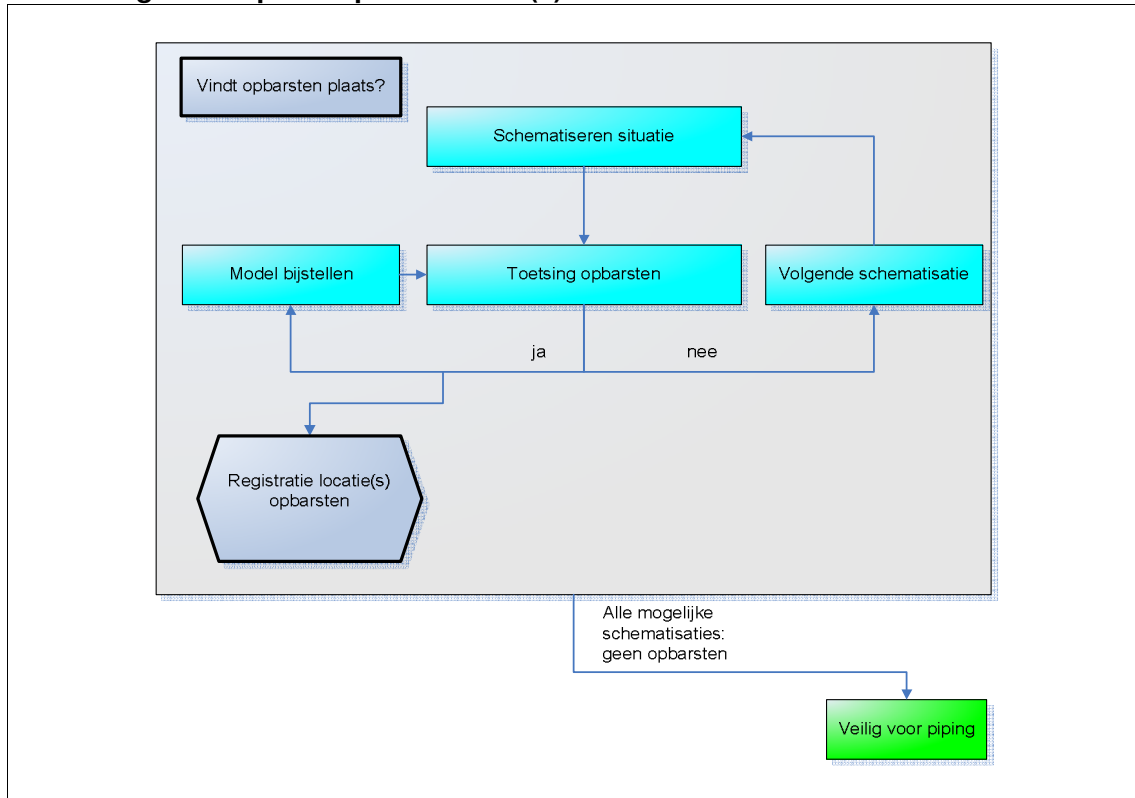 Vindt opbarsten plaats?
Schematiseren situatie
Model bijstellen
Toetsing opbarsten
Volgende schematisatie
ja
nee
Registratie locatie(s)
opbarsten
Alle mogelijke
schematisaties:
geen opbarsten
Veilig voor piping